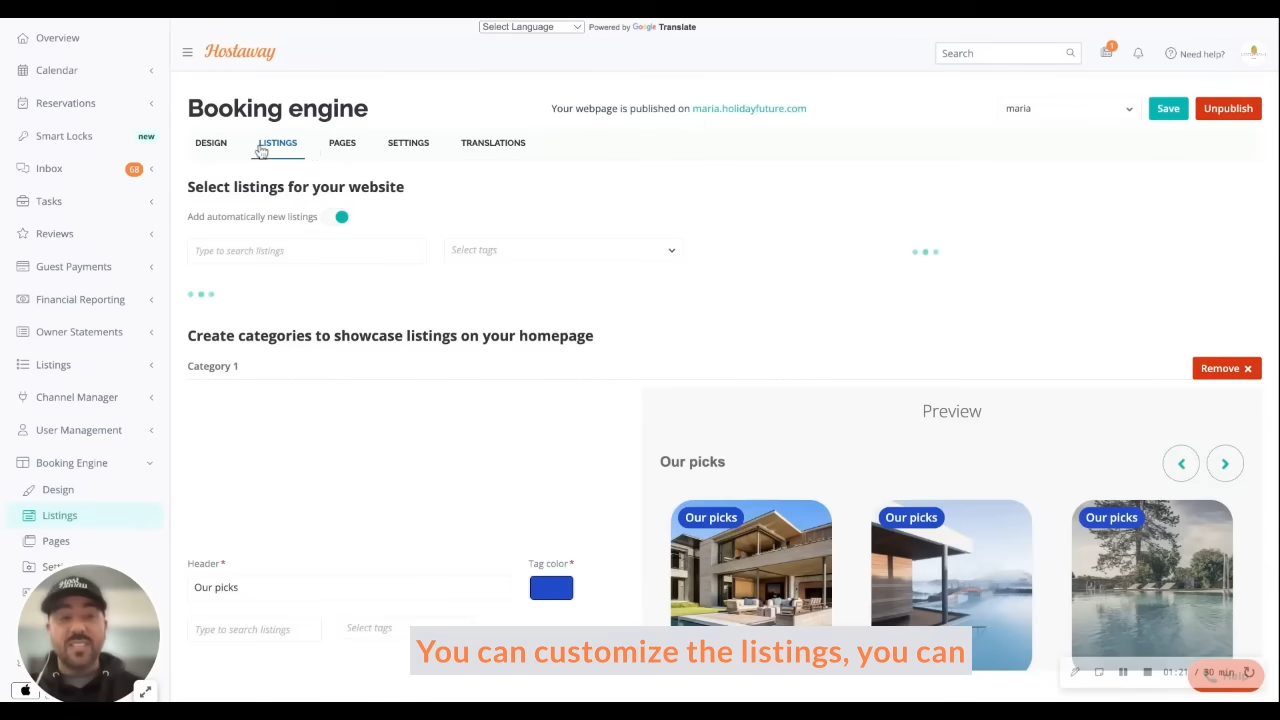 Select Language
Powered by Google Translate
Overview
Calendar
Reservations
Smart Locks
new
Inbox
68
Tasks
Reviews
Guest Payments
Financial Reporting
Owner Statements
Listings
Channel Manager
User Management
Booking Engine
Design
Listings
Pages
Hostaway
Search
1
Need help?
Booking engine
Your webpage is published on maria.holidayfuture.com
maria
Save
Unpublish
DESIGN
LISTINGS
PAGES
SETTINGS
TRANSLATIONS
Select listings for your website
Add automatically new listings
Type to search listings
Select tags
Create categories to showcase listings on your homepage
Category 1
Remove
Preview
Our picks
Our picks
Our picks
Our picks
Header*
Tag color*
Our picks
Type to search listings
Select tags
You can customize the listings, you can
01:21 / 30 min